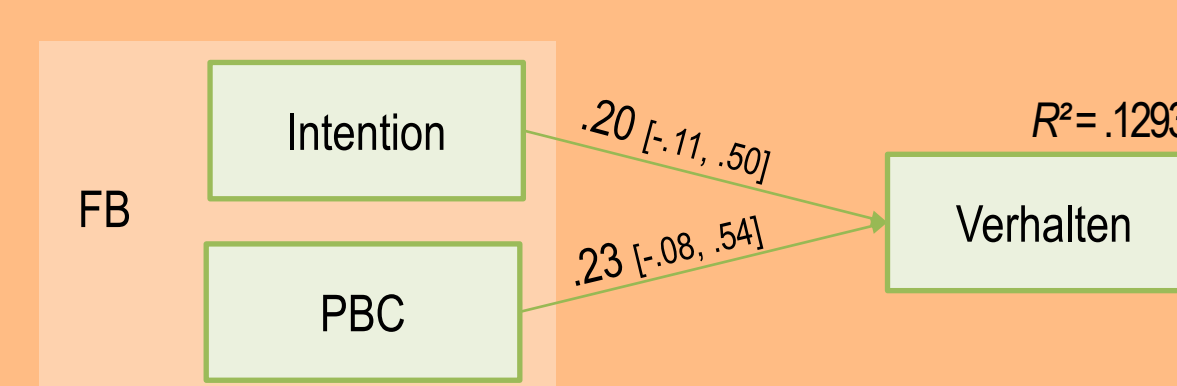 Intention
.20 [-.11, .50]
R² = .1293
FB
Verhalten
.23 [-.08, .54]
PBC